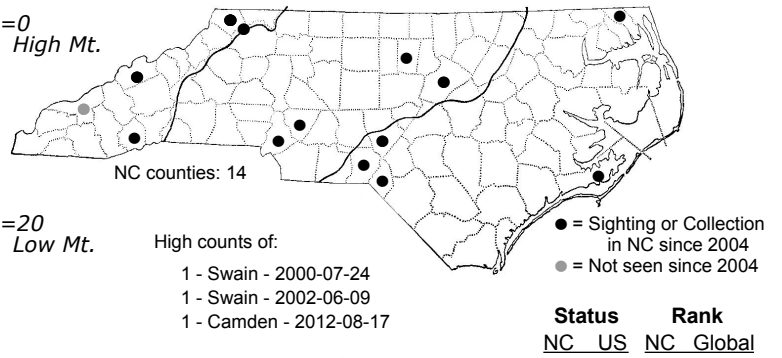 =0
High Mt.
NC counties: 14
=20
Low Mt.
High counts of:
1 - Swain - 2000-07-24
1 - Swain - 2002-06-09
1 - Camden - 2012-08-17
● = Sighting or Collection
in NC since 2004
● = Not seen since 2004
Status Rank
NC US NC Global